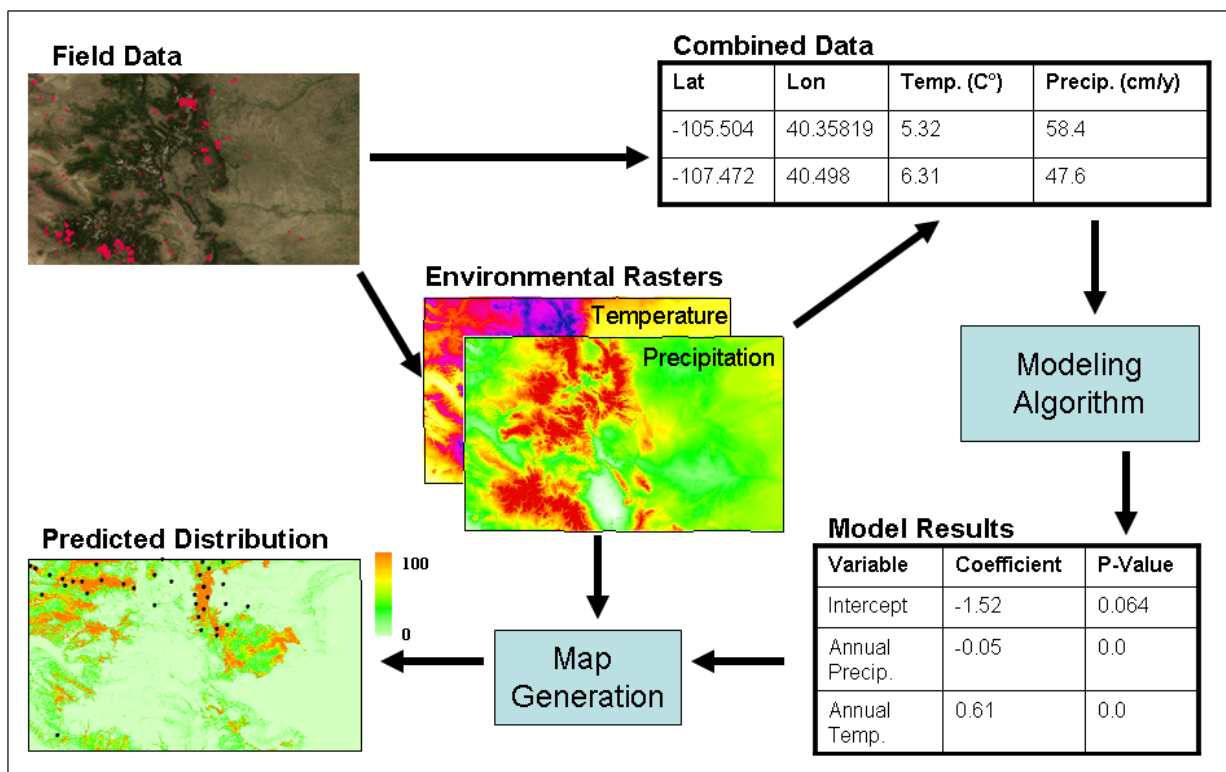 Field Data
Combined Data
Lat Lon Temp. (C°) Precip. (cm/y)
-105.504 40.35819 5.32 58.4
-107.472 40.498 6.31 47.6
Environmental Rasters
Temperature
Precipitation
Modeling
Algorithm
Predicted Distribution
100
0
Map
Generation
Model Results
Variable Coefficient P-Value
Intercept -1.52 0.064
Annual -0.05 0.0
Precip.
Annual 0.61 0.0
Temp.